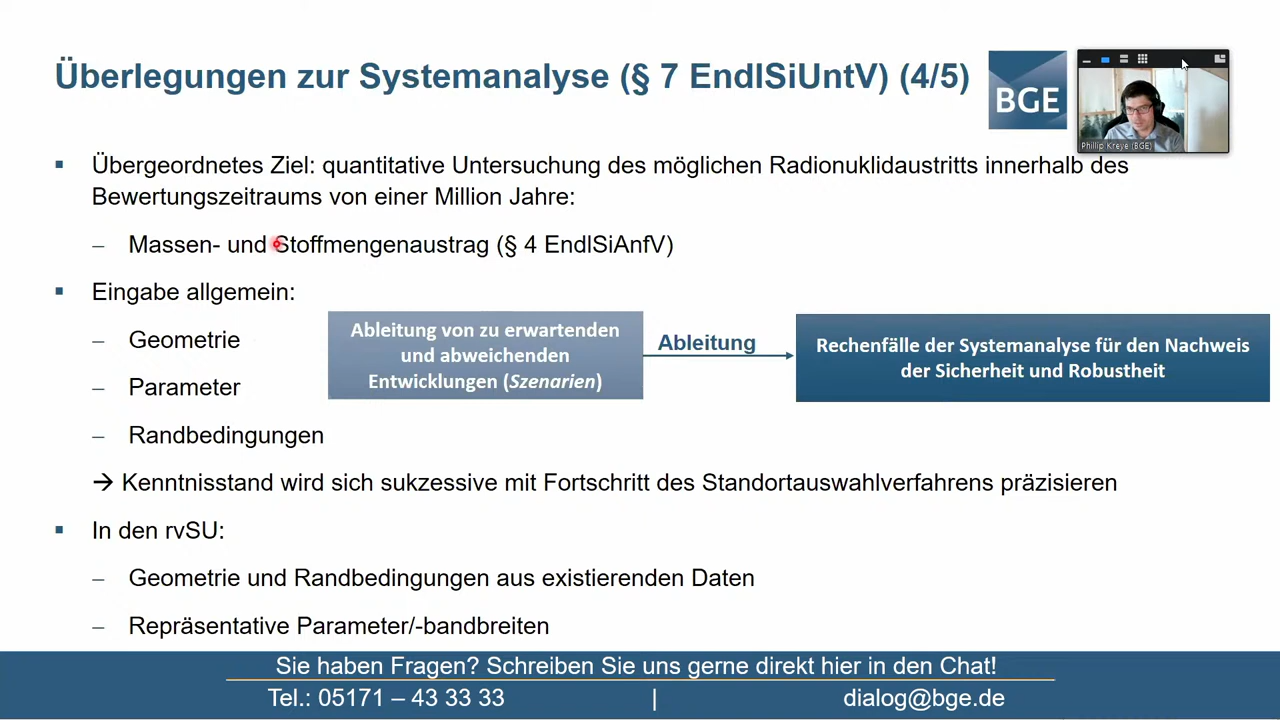 Überlegungen zur Systemanalyse (§ 7 EndlSiUntV) (4/5)
BGE
Phillip Kreye (BGE)
▪ Übergeordnetes Ziel: quantitative Untersuchung des möglichen Radionuklidaustritts innerhalb des
Bewertungszeitraums von einer Million Jahre:
– Massen- und Stoffmengenaustrag (§ 4 EndlSiAnfV)
▪ Eingabe allgemein:
– Geometrie
– Parameter
– Randbedingungen
Ableitung von zu erwartenden
und abweichenden
Entwicklungen (Szenarien)
Ableitung
Rechenfälle der Systemanalyse für den Nachweis
der Sicherheit und Robustheit
→ Kenntnisstand wird sich sukzessive mit Fortschritt des Standortauswahlverfahrens präzisieren
▪ In den rvSU:
– Geometrie und Randbedingungen aus existierenden Daten
– Repräsentative Parameter/-bandbreiten
Sie haben Fragen? Schreiben Sie uns gerne direkt hier in den Chat!
Tel.: 05171 – 43 33 33 | dialog@bge.de